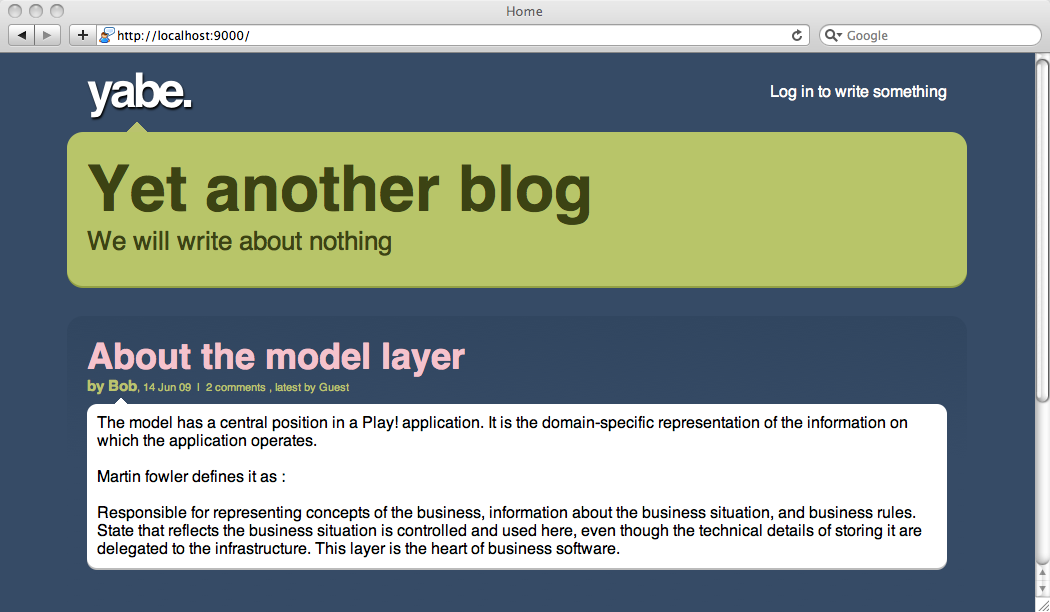 Home
http://localhost:9000/
Google
yabe.
Log in to write something
Yet another blog
We will write about nothing
About the model layer
by Bob, 14 Jun 09 | 2 comments , latest by Guest
The model has a central position in a Play! application. It is the domain-specific representation of the information on
which the application operates.
Martin fowler defines it as :
Responsible for representing concepts of the business, information about the business situation, and business rules.
State that reflects the business situation is controlled and used here, even though the technical details of storing it are
delegated to the infrastructure. This layer is the heart of business software.